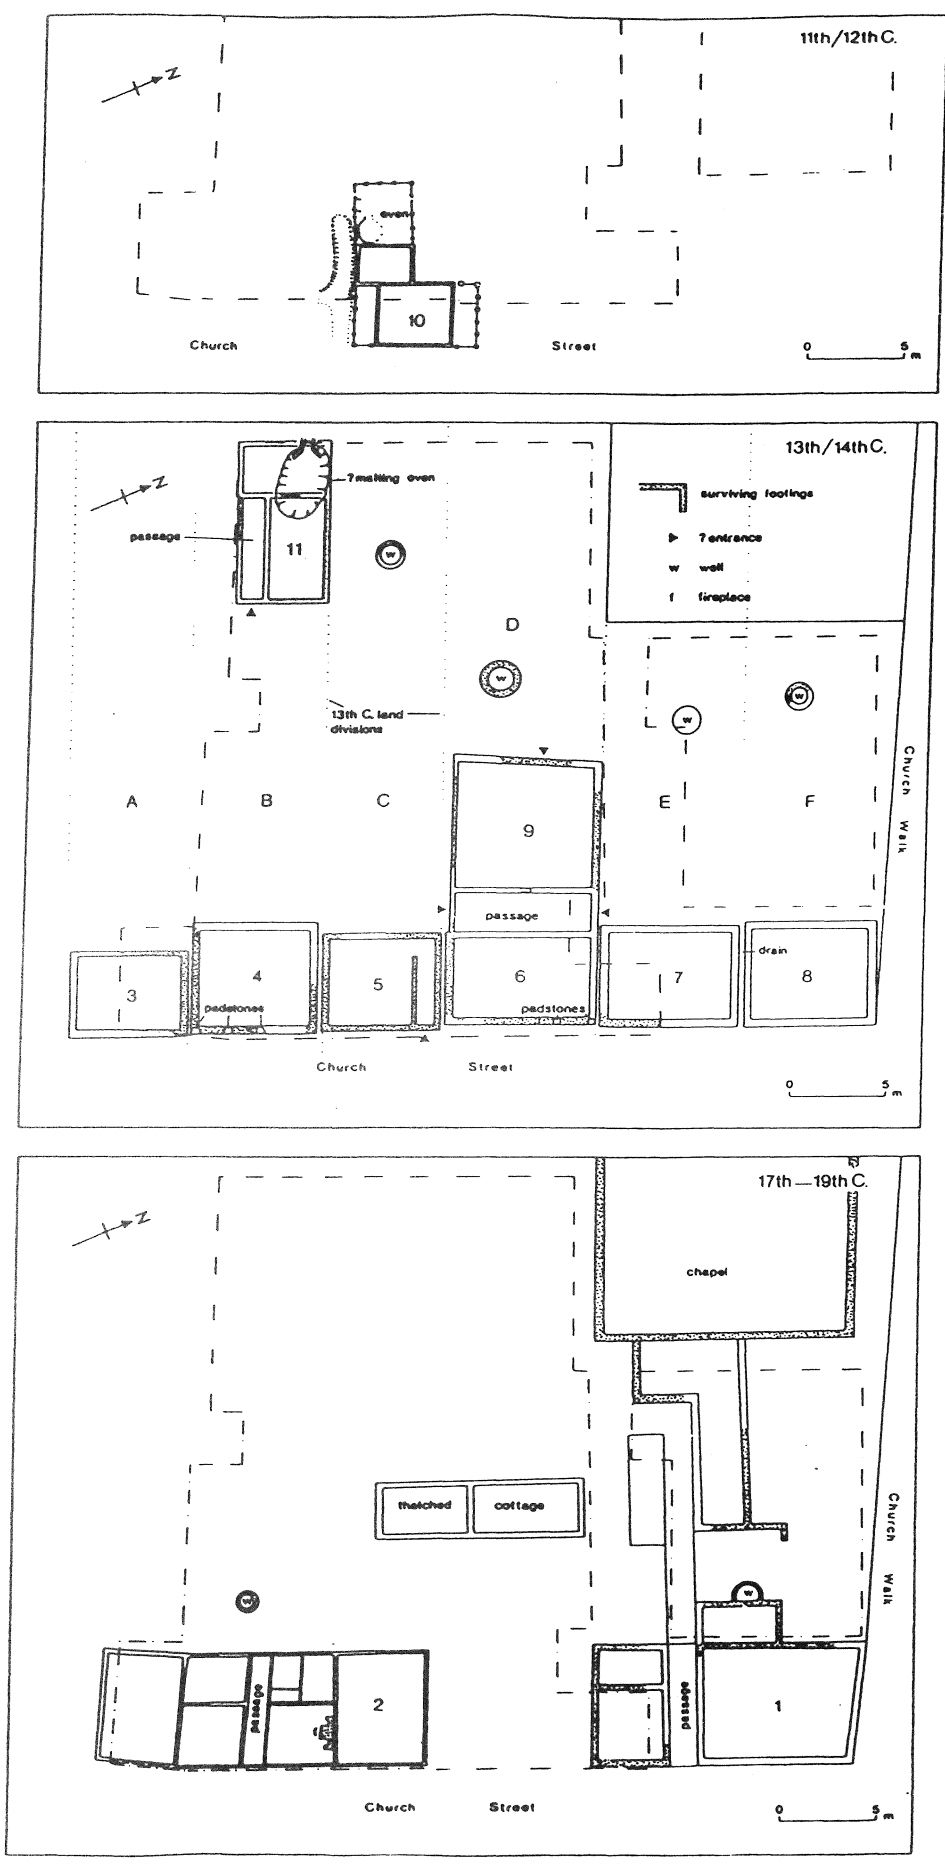 11th/12th C.
N
oven
10
Church Street
0 5 m
13th/14th C.
N
?malting oven
surviving footings
passage
? entrance
11
w
w well
f fireplace
D
w
w
w
13th C. land
divisions
Church Walk
A B C E F
9
passage
drain
3 4 5 6 7 8
padstones
padstones
Church Street
0 5 m
17th—19th C.
N
chapel
thatched cottage
Church Walk
w
w
passage
2
passage
1
f
Church Street
0 5 m